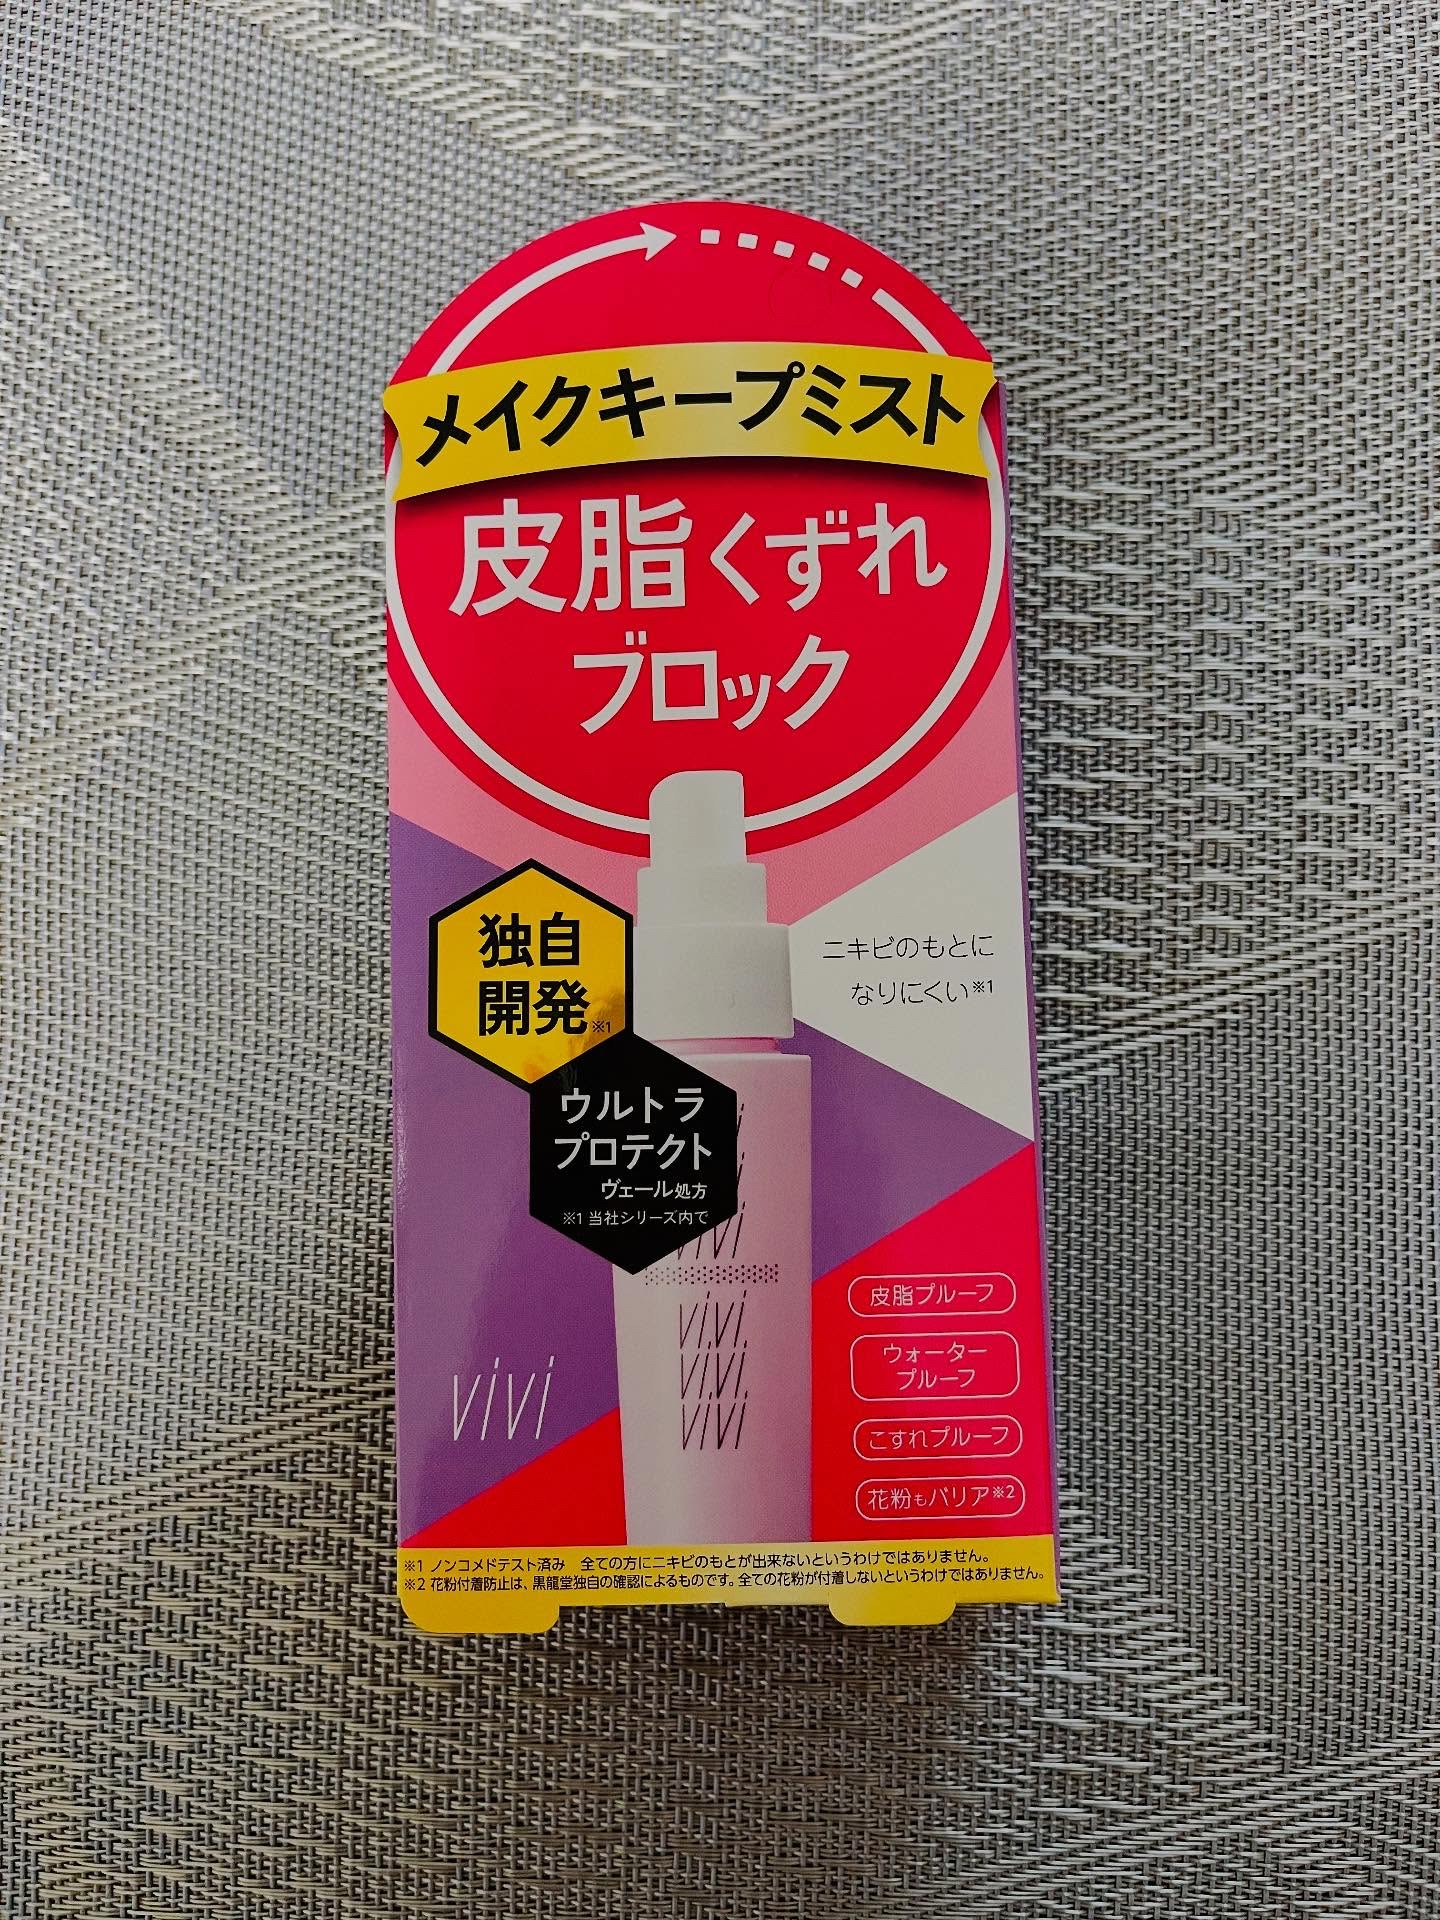 メイクキープミスト
皮脂くずれ
ブロック
独自
開発※1
ウルトラ
プロテクト
ヴェール処方
※1 当社シリーズ内で
ニキビのもとに
なりにくい※1
vivi
vivi
vivi.
vivi.
vivi
皮脂プルーフ
ウォーター
プルーフ
こすれプルーフ
花粉もバリア※2
※1 ノンコメドテスト済み　全ての方にニキビのもとが出来ないというわけではありません。
※2 花粉付着防止は、黒龍堂独自の確認によるものです。全ての花粉が付着しないというわけではありません。